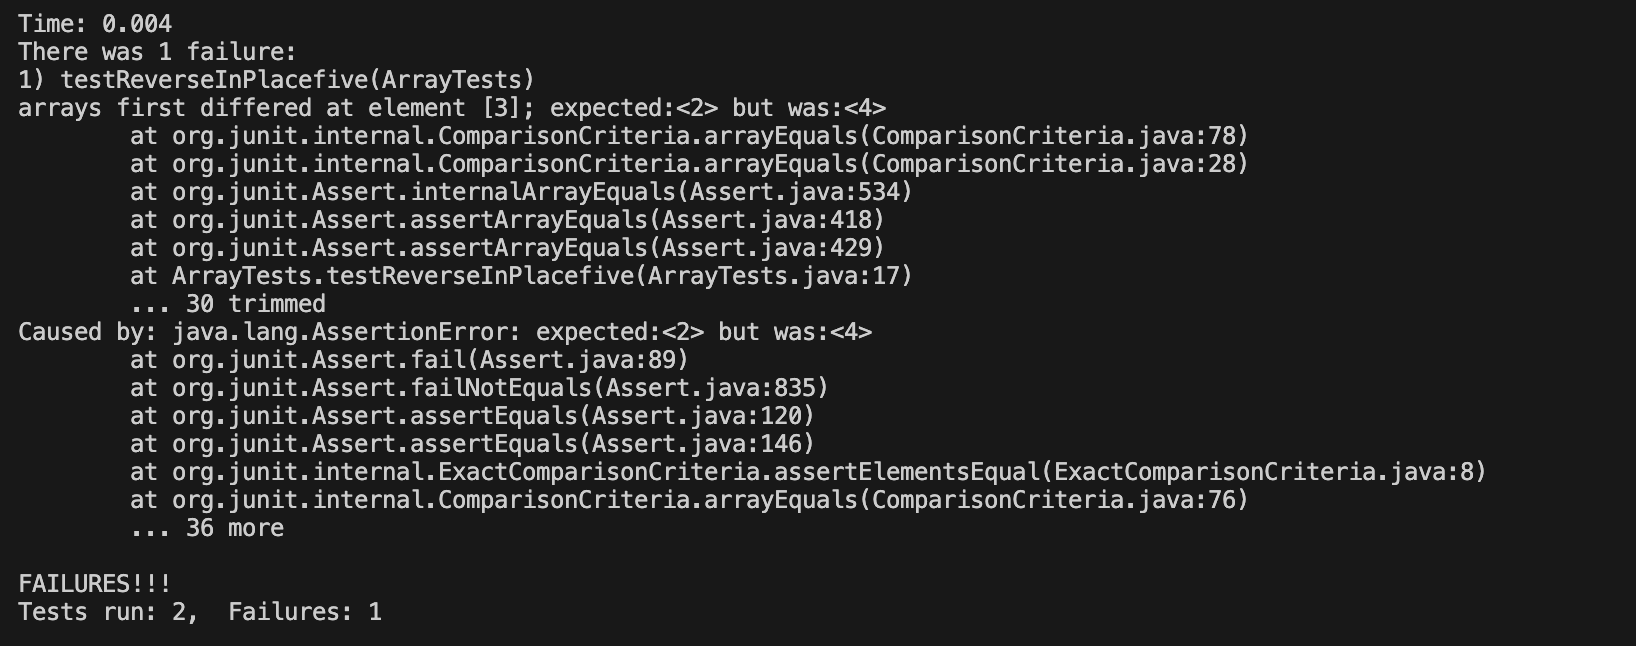 Time: 0.004
There was 1 failure:
1) testReverseInPlacefive(ArrayTests)
arrays first differed at element [3]; expected:<2> but was:<4>
        at org.junit.internal.ComparisonCriteria.arrayEquals(ComparisonCriteria.java:78)
        at org.junit.internal.ComparisonCriteria.arrayEquals(ComparisonCriteria.java:28)
        at org.junit.Assert.internalArrayEquals(Assert.java:534)
        at org.junit.Assert.assertArrayEquals(Assert.java:418)
        at org.junit.Assert.assertArrayEquals(Assert.java:429)
        at ArrayTests.testReverseInPlacefive(ArrayTests.java:17)
        ... 30 trimmed
Caused by: java.lang.AssertionError: expected:<2> but was:<4>
        at org.junit.Assert.fail(Assert.java:89)
        at org.junit.Assert.failNotEquals(Assert.java:835)
        at org.junit.Assert.assertEquals(Assert.java:120)
        at org.junit.Assert.assertEquals(Assert.java:146)
        at org.junit.internal.ExactComparisonCriteria.assertElementsEqual(ExactComparisonCriteria.java:8)
        at org.junit.internal.ComparisonCriteria.arrayEquals(ComparisonCriteria.java:76)
        ... 36 more

FAILURES!!!
Tests run: 2,  Failures: 1